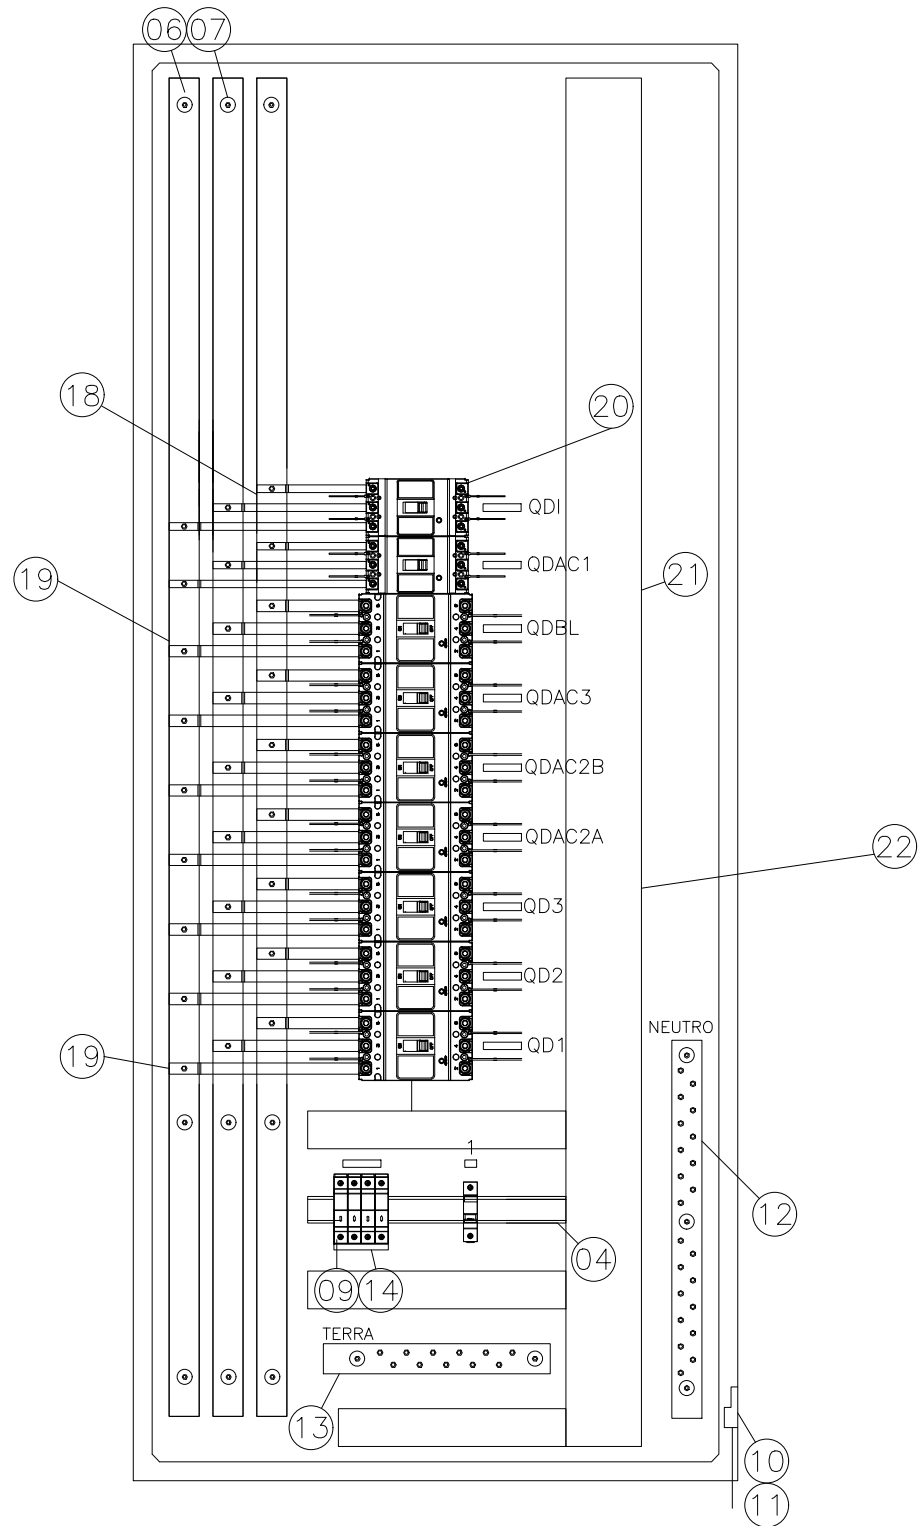 06 07
18
20
QDI
QDAC1
21
19
QDBL
QDAC3
QDAC2B
QDAC2A
22
QD3
QD2
NEUTRO
QD1
19
1
12
04
09 14
TERRA
13
10
11